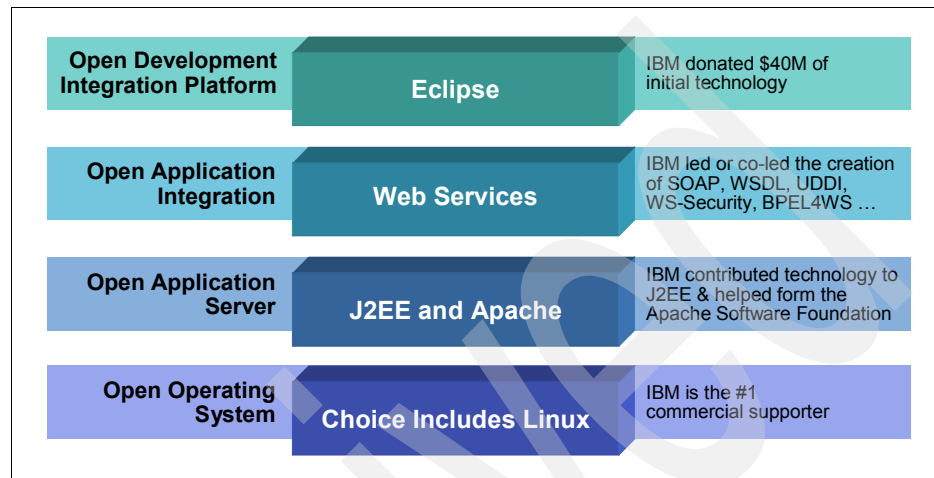 Open Development
Integration Platform
Eclipse
IBM donated $40M of
initial technology
Open Application
Integration
Web Services
IBM led or co-led the creation
of SOAP, WSDL, UDDI,
WS-Security, BPEL4WS ...
Open Application
Server
J2EE and Apache
IBM contributed technology to
J2EE & helped form the
Apache Software Foundation
Open Operating
System
Choice Includes Linux
IBM is the #1
commercial supporter